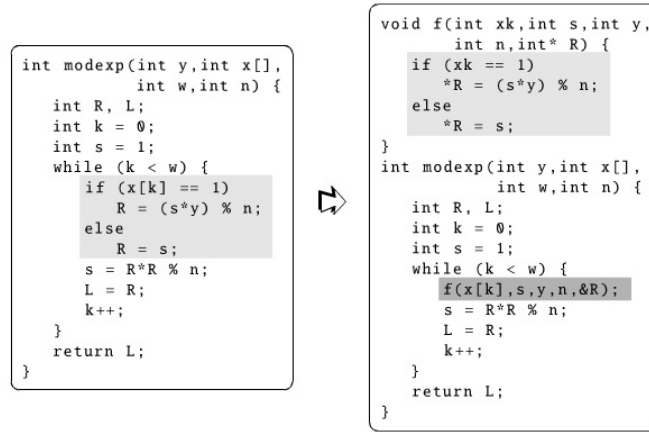 int modexp(int y,int x[],
int w,int n) {
int R, L;
int k = 0;
int s = 1;
while (k < w) {
if (x[k] == 1)
R = (s*y) % n;
else
R = s;
s = R*R % n;
L = R;
k++;
}
return L;
}
void f(int xk,int s,int y,
int n,int* R) {
if (xk == 1)
*R = (s*y) % n;
else
*R = s;
}
int modexp(int y,int x[],
int w,int n) {
int R, L;
int k = 0;
int s = 1;
while (k < w) {
f(x[k],s,y,n,&R);
s = R*R % n;
L = R;
k++;
}
return L;
}